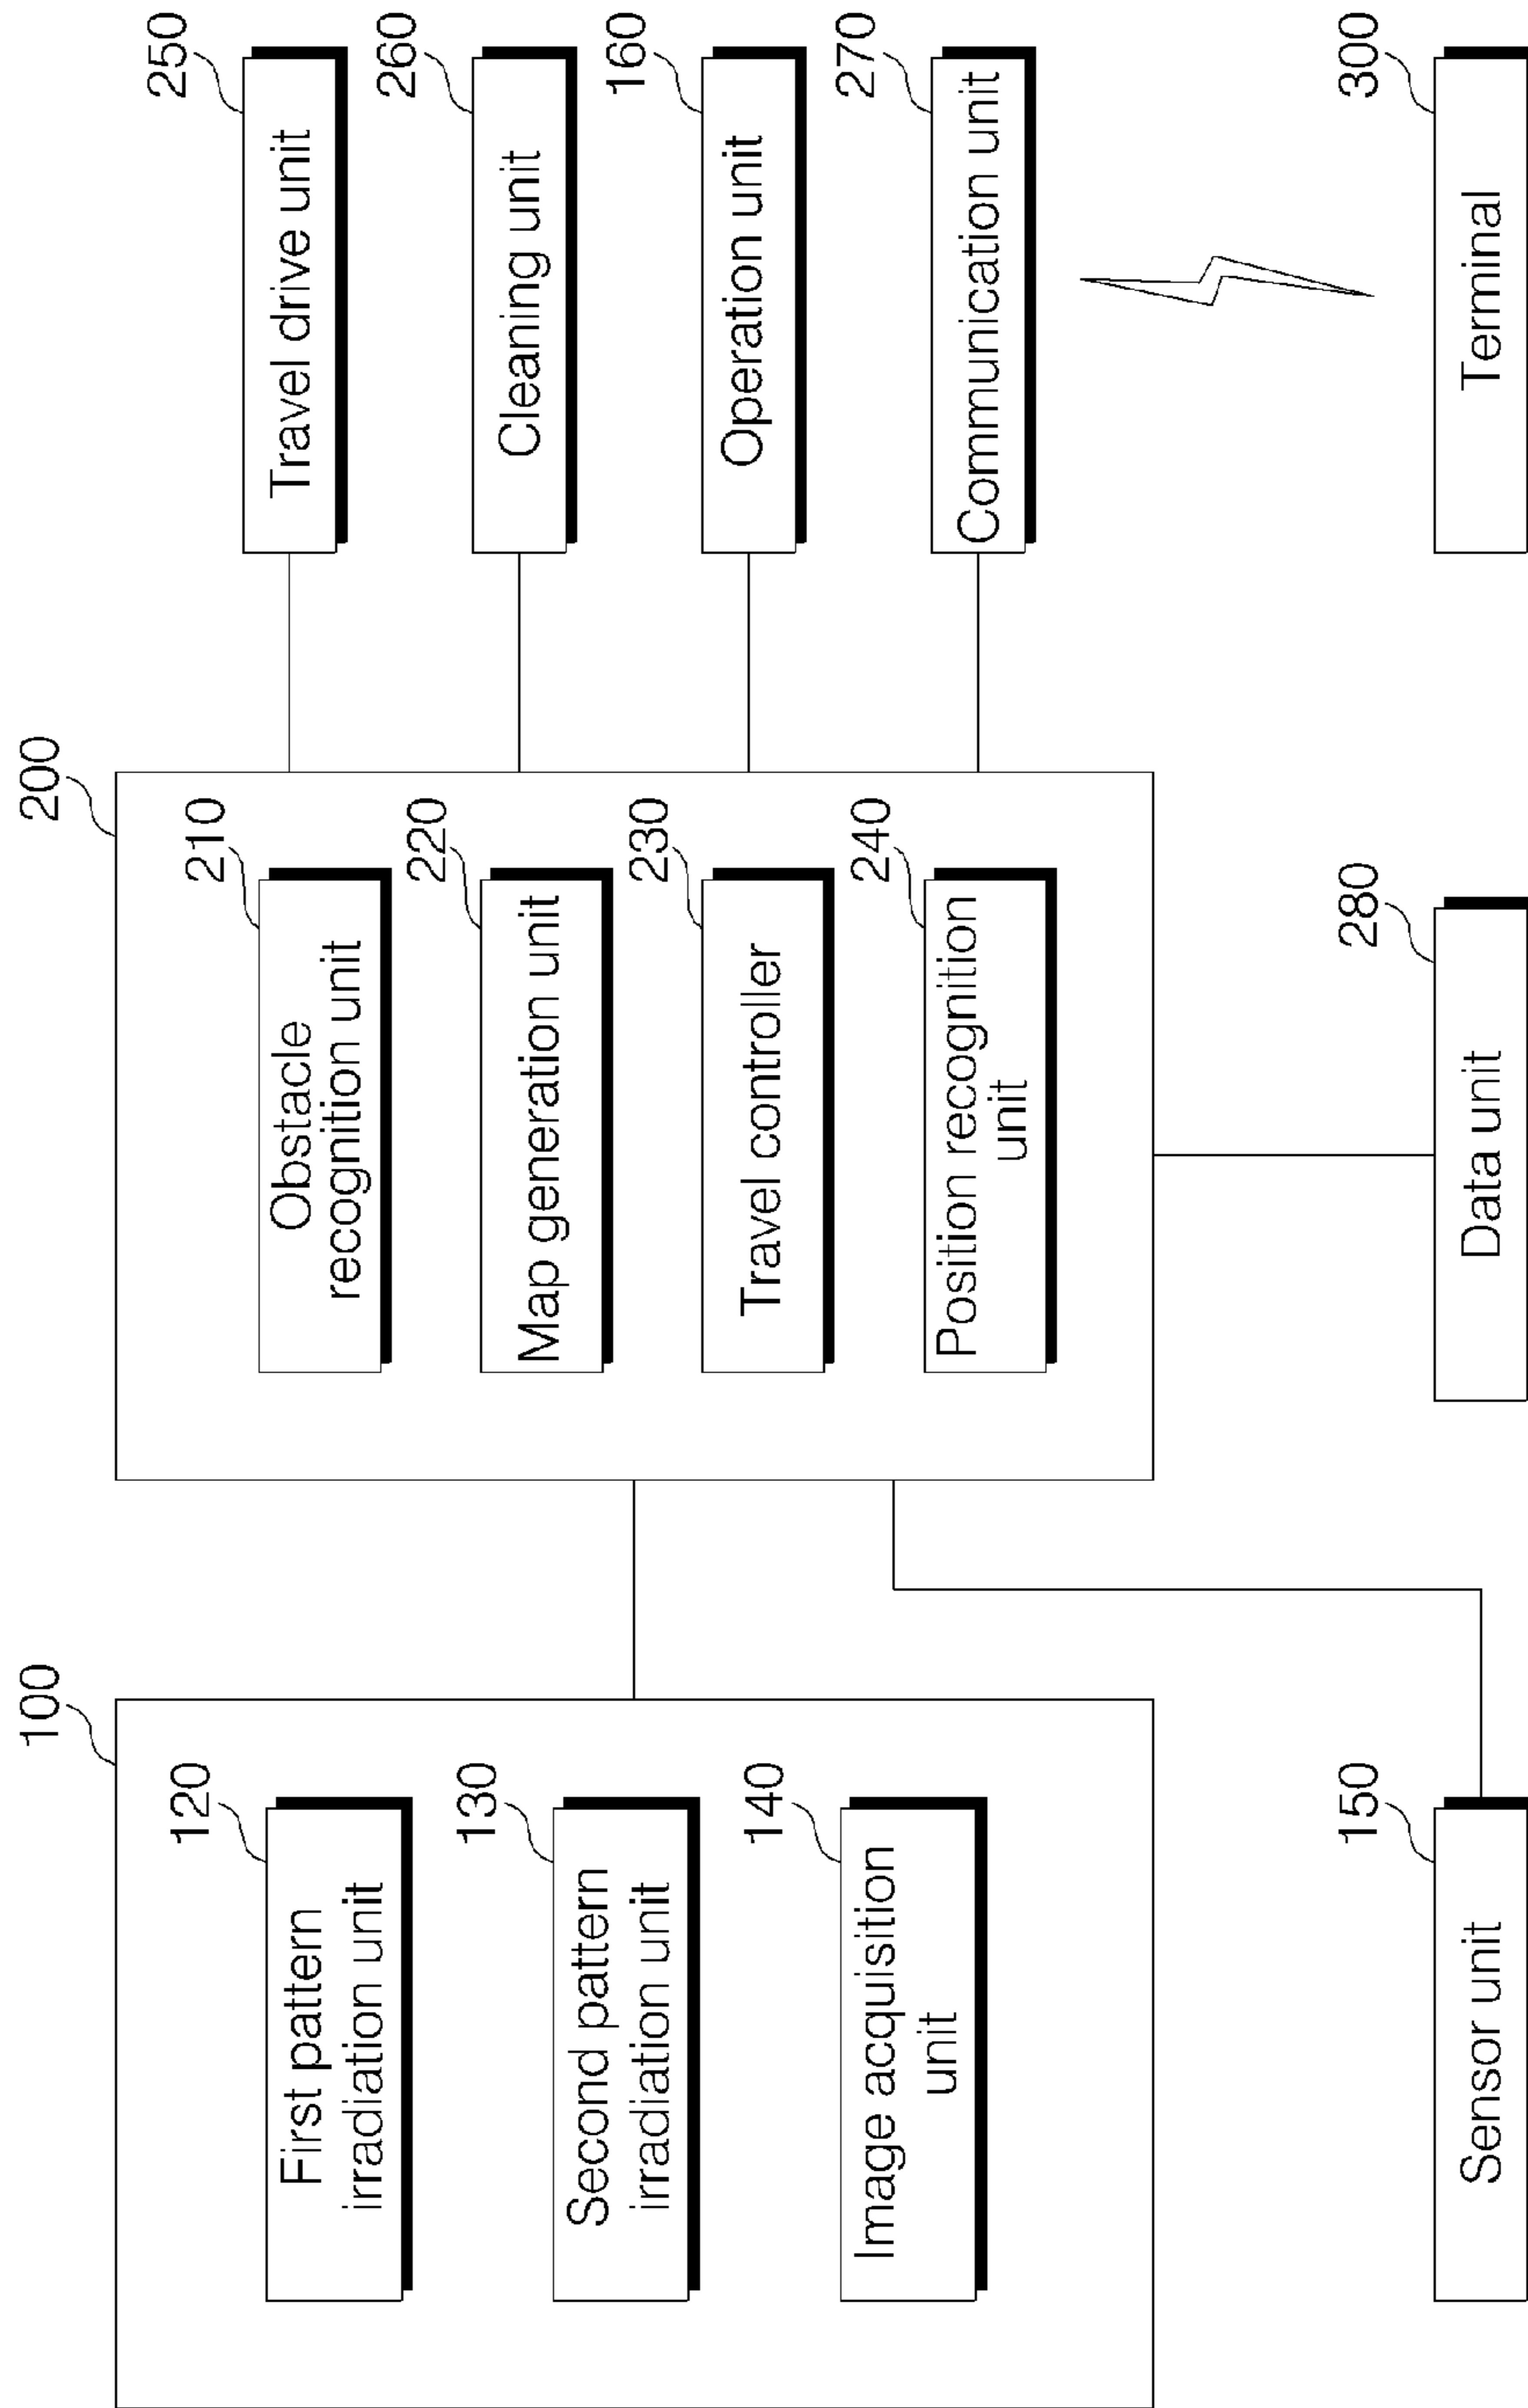 100
120
First pattern
irradiation unit
130
Second pattern
irradiation unit
140
Image acquisition
unit
150
Sensor unit
200
210
Obstacle
recognition unit
220
Map generation unit
230
Travel controller
240
Position recognition
unit
280
Data unit
250
Travel drive unit
260
Cleaning unit
160
Operation unit
270
Communication unit
300
Terminal